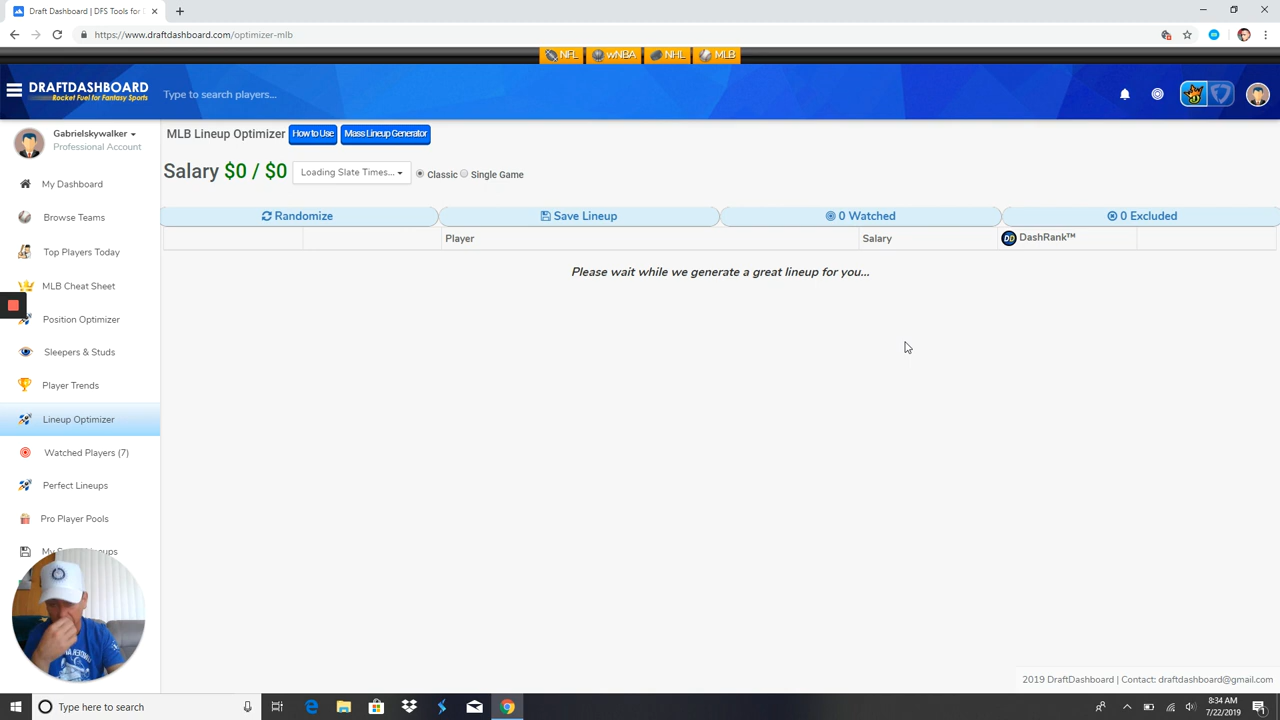 Draft Dashboard | DFS Tools for D
https://www.draftdashboard.com/optimizer-mlb
NFL wNBA NHL MLB
DRAFTDASHBOARD
Rocket Fuel for Fantasy Sports
Type to search players...
Gabrielskywalker
Professional Account
MLB Lineup Optimizer How to Use Mass Lineup Generator
Salary $0 / $0 Loading Slate Times... Classic Single Game
Randomize Save Lineup 0 Watched 0 Excluded
Player Salary DD DashRank™
Please wait while we generate a great lineup for you...
My Dashboard
Browse Teams
Top Players Today
MLB Cheat Sheet
Position Optimizer
Sleepers & Studs
Player Trends
Lineup Optimizer
Watched Players (7)
Perfect Lineups
Pro Player Pools
2019 DraftDashboard | Contact: draftdashboard@gmail.com
Type here to search
8:34 AM
7/22/2019